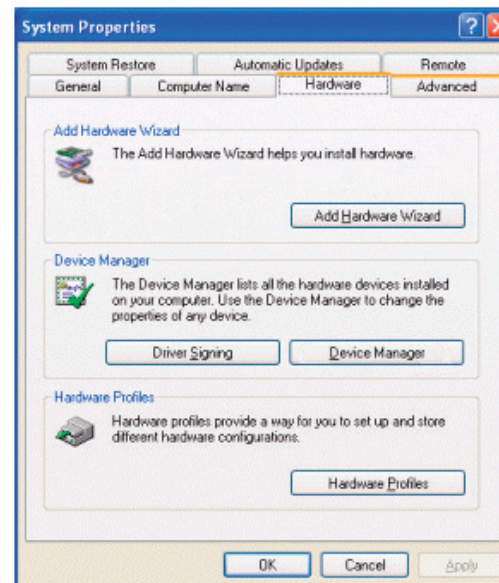 System Properties
System Restore Automatic Updates Remote
General Computer Name Hardware Advanced
Add Hardware Wizard
The Add Hardware Wizard helps you install hardware.
Add Hardware Wizard
Device Manager
The Device Manager lists all the hardware devices installed
on your computer. Use the Device Manager to change the
properties of any device.
Driver Signing Device Manager
Hardware Profiles
Hardware profiles provide a way for you to set up and store
different hardware configurations.
Hardware Profiles
OK Cancel Apply